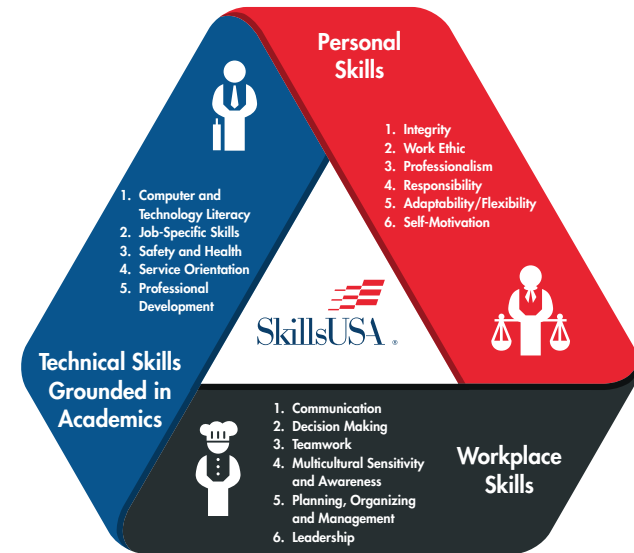 Personal
Skills
1. Integrity
2. Work Ethic
3. Professionalism
4. Responsibility
5. Adaptability/Flexibility
6. Self-Motivation
1. Computer and
Technology Literacy
2. Job-Specific Skills
3. Safety and Health
4. Service Orientation
5. Professional
Development
Technical Skills
Grounded in
Academics
SkillsUSA ®
1. Communication
2. Decision Making
3. Teamwork
4. Multicultural Sensitivity
and Awareness
5. Planning, Organizing
and Management
6. Leadership
Workplace
Skills